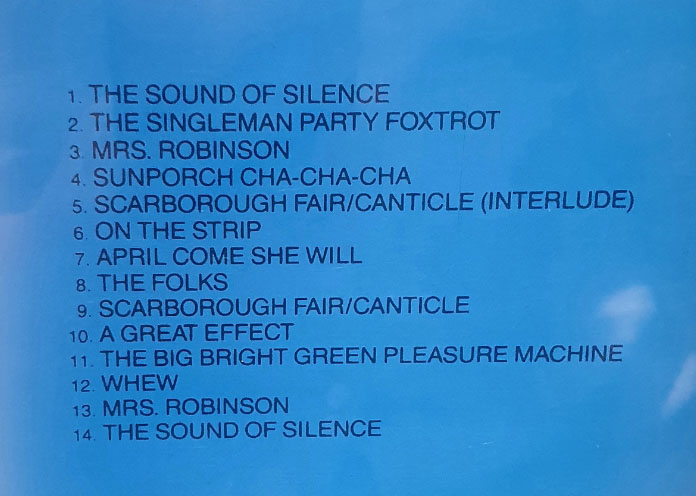 1. THE SOUND OF SILENCE
2. THE SINGLEMAN PARTY FOXTROT
3. MRS. ROBINSON
4. SUNPORCH CHA-CHA-CHA
5. SCARBOROUGH FAIR/CANTICLE (INTERLUDE)
6. ON THE STRIP
7. APRIL COME SHE WILL
8. THE FOLKS
9. SCARBOROUGH FAIR/CANTICLE
10. A GREAT EFFECT
11. THE BIG BRIGHT GREEN PLEASURE MACHINE
12. WHEW
13. MRS. ROBINSON
14. THE SOUND OF SILENCE